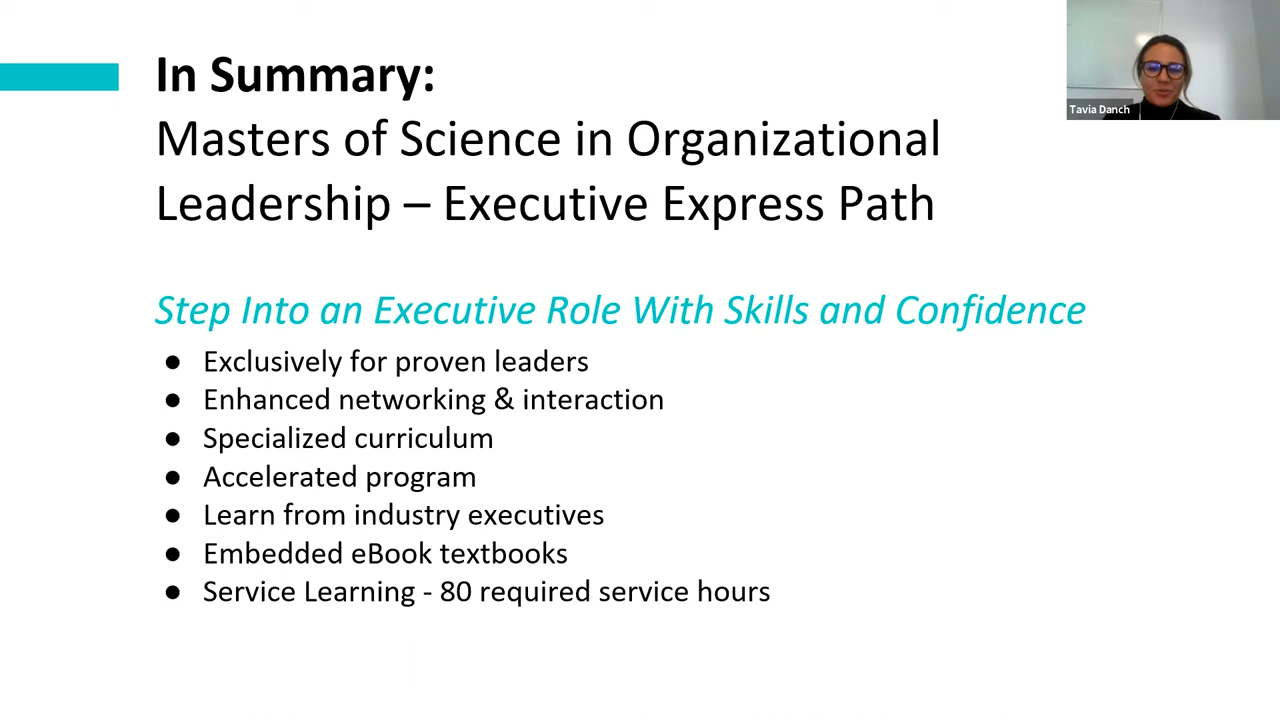 In Summary:
Masters of Science in Organizational
Leadership – Executive Express Path
Tavia Danch
Step Into an Executive Role With Skills and Confidence
● Exclusively for proven leaders
● Enhanced networking & interaction
● Specialized curriculum
● Accelerated program
● Learn from industry executives
● Embedded eBook textbooks
● Service Learning - 80 required service hours